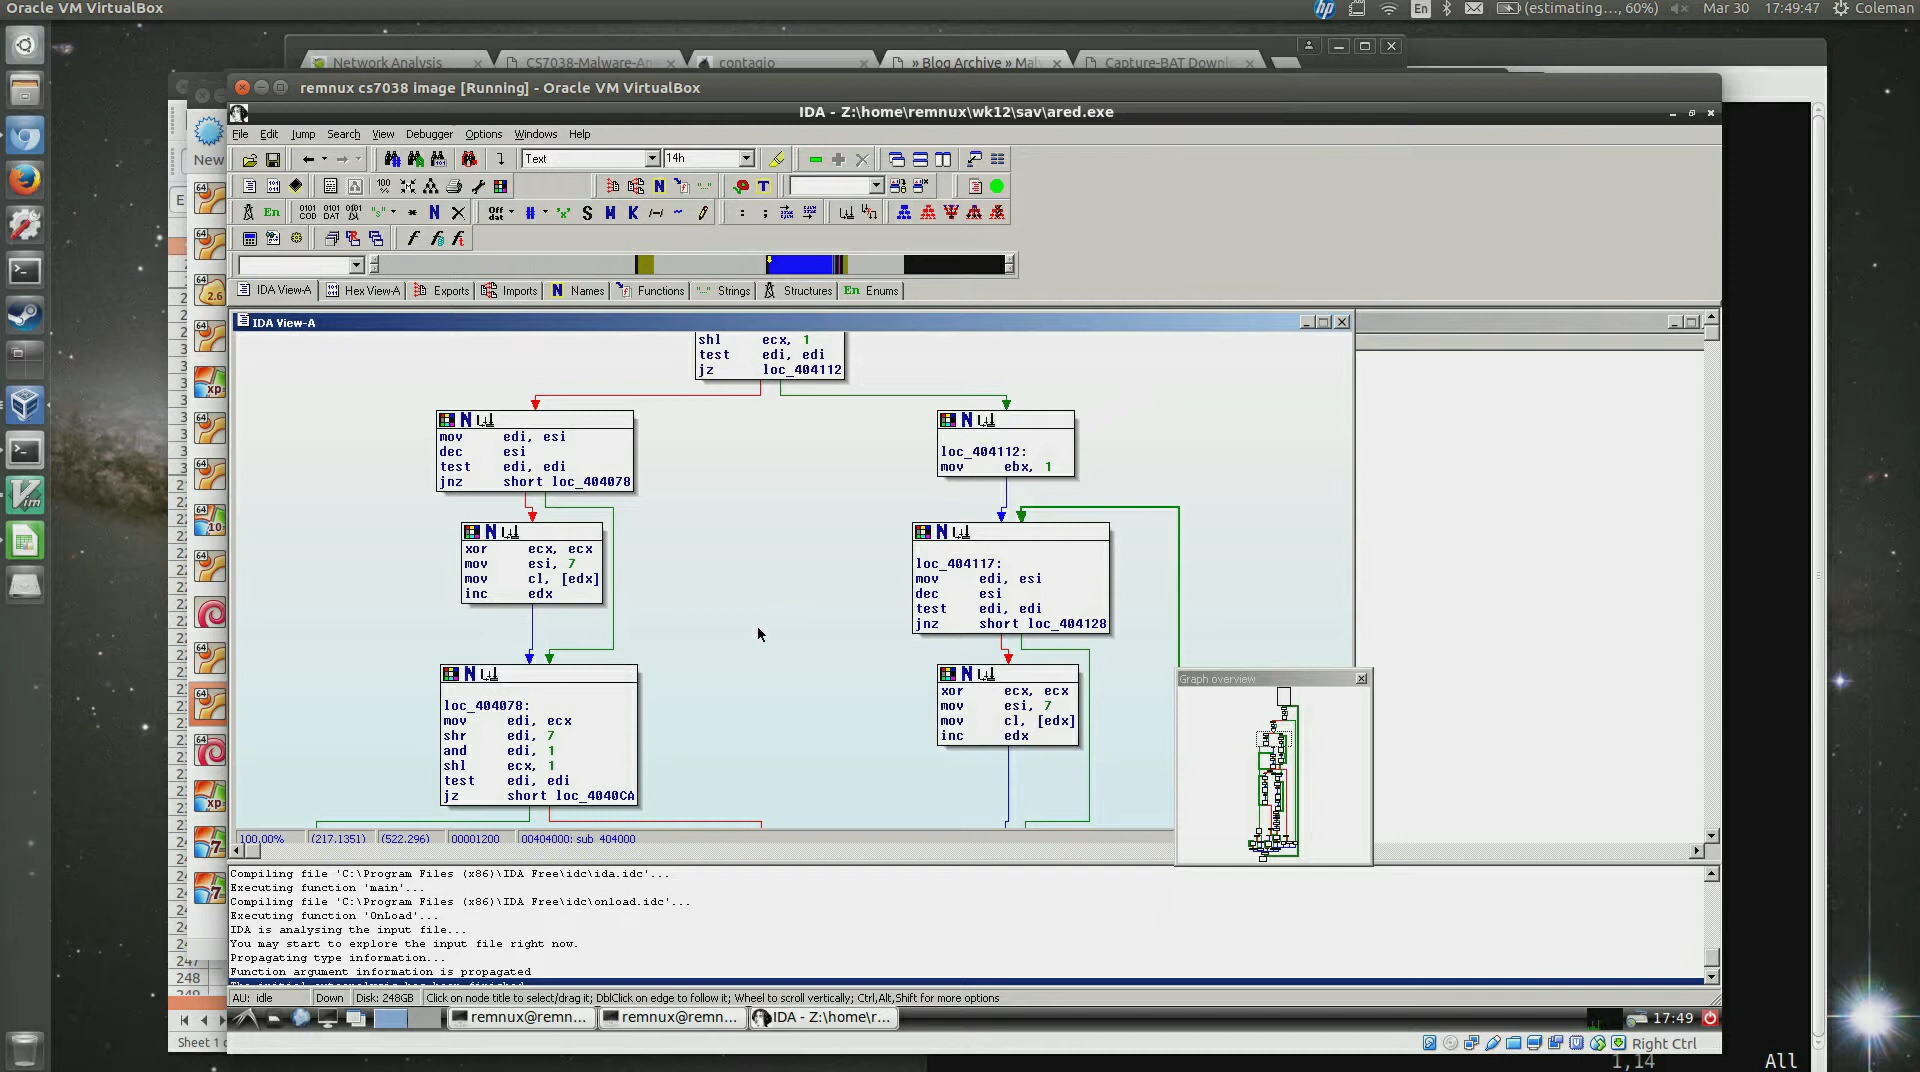 Oracle VM VirtualBox
En
(estimating..., 60%)
Mar 30
17:49:47
Coleman
Network Analysis
CS7038-Malware-An
contagio
» Blog Archive » Mal
Capture-BAT Downl
remnux cs7038 image [Running] - Oracle VM VirtualBox
IDA - Z:\home\remnux\wk12\sav\ared.exe
File Edit Jump Search View Debugger Options Windows Help
New
Text
14h
IDA View-A
Hex View-A
Exports
Imports
Names
Functions
Strings
Structures
En Enums
IDA View-A
shl ecx, 1
test edi, edi
jz loc_404112
mov edi, esi
dec esi
test edi, edi
jnz short loc_404078
loc_404112:
mov ebx, 1
xor ecx, ecx
mov esi, 7
mov cl, [edx]
inc edx
loc_404117:
mov edi, esi
dec esi
test edi, edi
jnz short loc_404128
loc_404078:
mov edi, ecx
shr edi, 7
and edi, 1
shl ecx, 1
test edi, edi
jz short loc_4040CA
xor ecx, ecx
mov esi, 7
mov cl, [edx]
inc edx
Graph overview
100.00%
(217,1351)
(522,296)
00001200
00404000: sub_404000
Compiling file 'C:\Program Files (x86)\IDA Free\idc\ida.idc'...
Executing function 'main'...
Compiling file 'C:\Program Files (x86)\IDA Free\idc\onload.idc'...
Executing function 'OnLoad'...
IDA is analysing the input file...
You may start to explore the input file right now.
Propagating type information...
Function argument information is propagated
AU: idle
Down
Disk: 248GB
Click on node title to select/drag it; DblClick on edge to follow it; Wheel to scroll vertically; Ctrl,Alt,Shift for more options
remnux@remn...
remnux@remn...
IDA - Z:\home\r...
17:49
248
Sheet 1
Right Ctrl
1,14
All